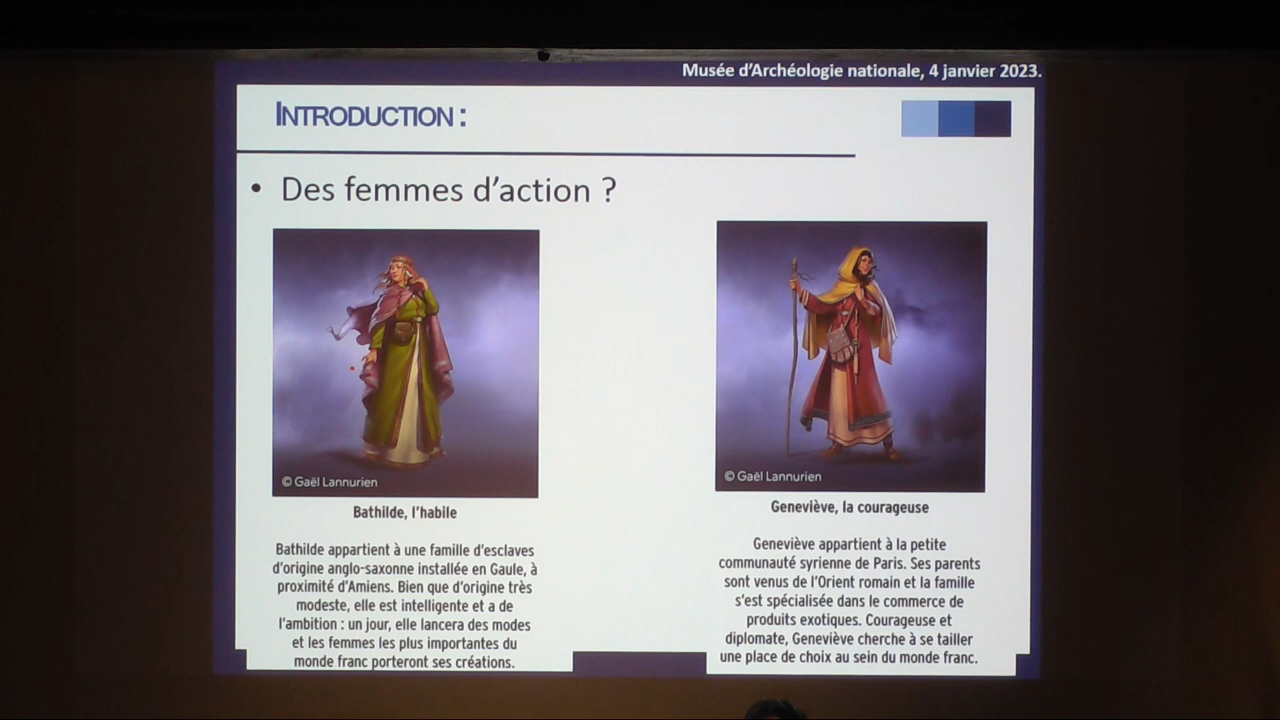 Musée d'Archéologie nationale, 4 janvier 2023.
INTRODUCTION :
• Des femmes d'action ?
© Gaël Lannurien
Bathilde, l'habile
Bathilde appartient à une famille d'esclaves
d'origine anglo-saxonne installée en Gaule, à
proximité d'Amiens. Bien que d'origine très
modeste, elle est intelligente et a de
l'ambition : un jour, elle lancera des modes
et les femmes les plus importantes du
monde franc porteront ses créations.
© Gaël Lannurien
Geneviève, la courageuse
Geneviève appartient à la petite
communauté syrienne de Paris. Ses parents
sont venus de l'Orient romain et la famille
s'est spécialisée dans le commerce de
produits exotiques. Courageuse et
diplomate, Geneviève cherche à se tailler
une place de choix au sein du monde franc.